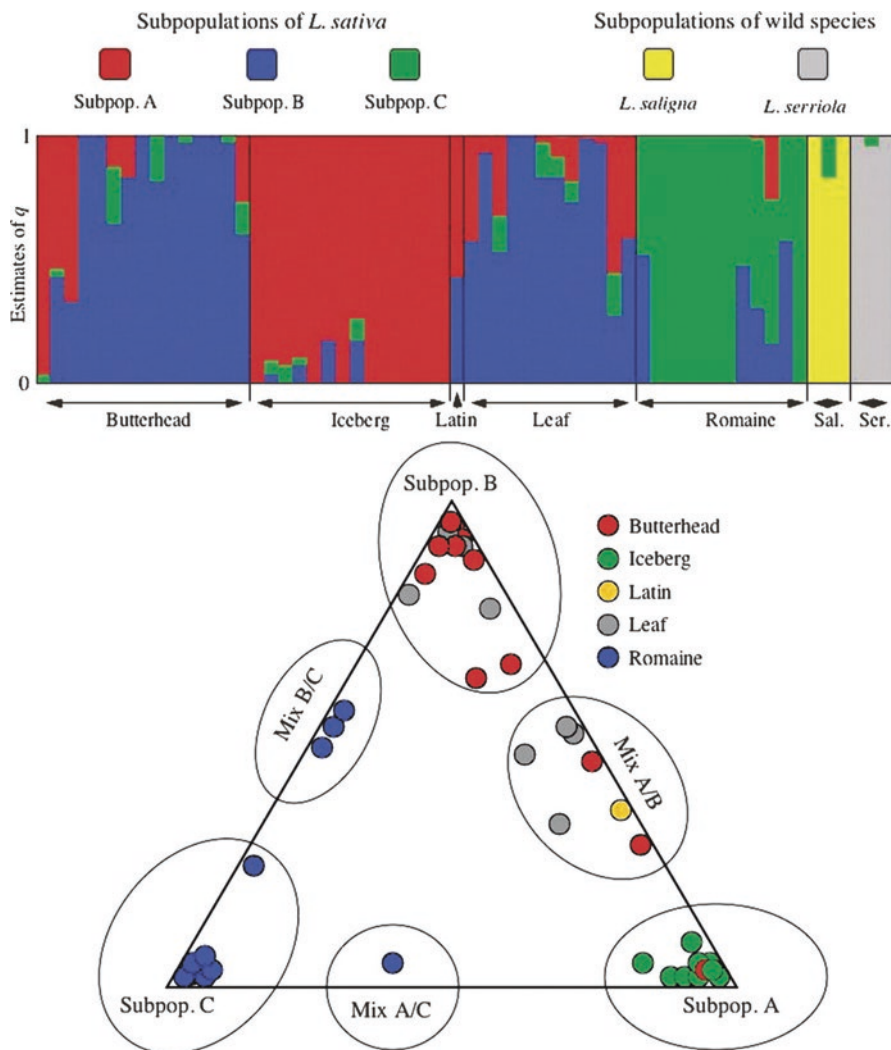 Subpopulations of L. sativa
Subpopulations of wild species
Subpop. A
Subpop. B
Subpop. C
L. saligna
L. serriola
1
Estimates of q
0
Butterhead
Iceberg
Latin
Leaf
Romaine
Sal.
Ser.
Subpop. B
Butterhead
Iceberg
Latin
Leaf
Romaine
Mix B/C
Mix A/B
Subpop. C
Mix A/C
Subpop. A